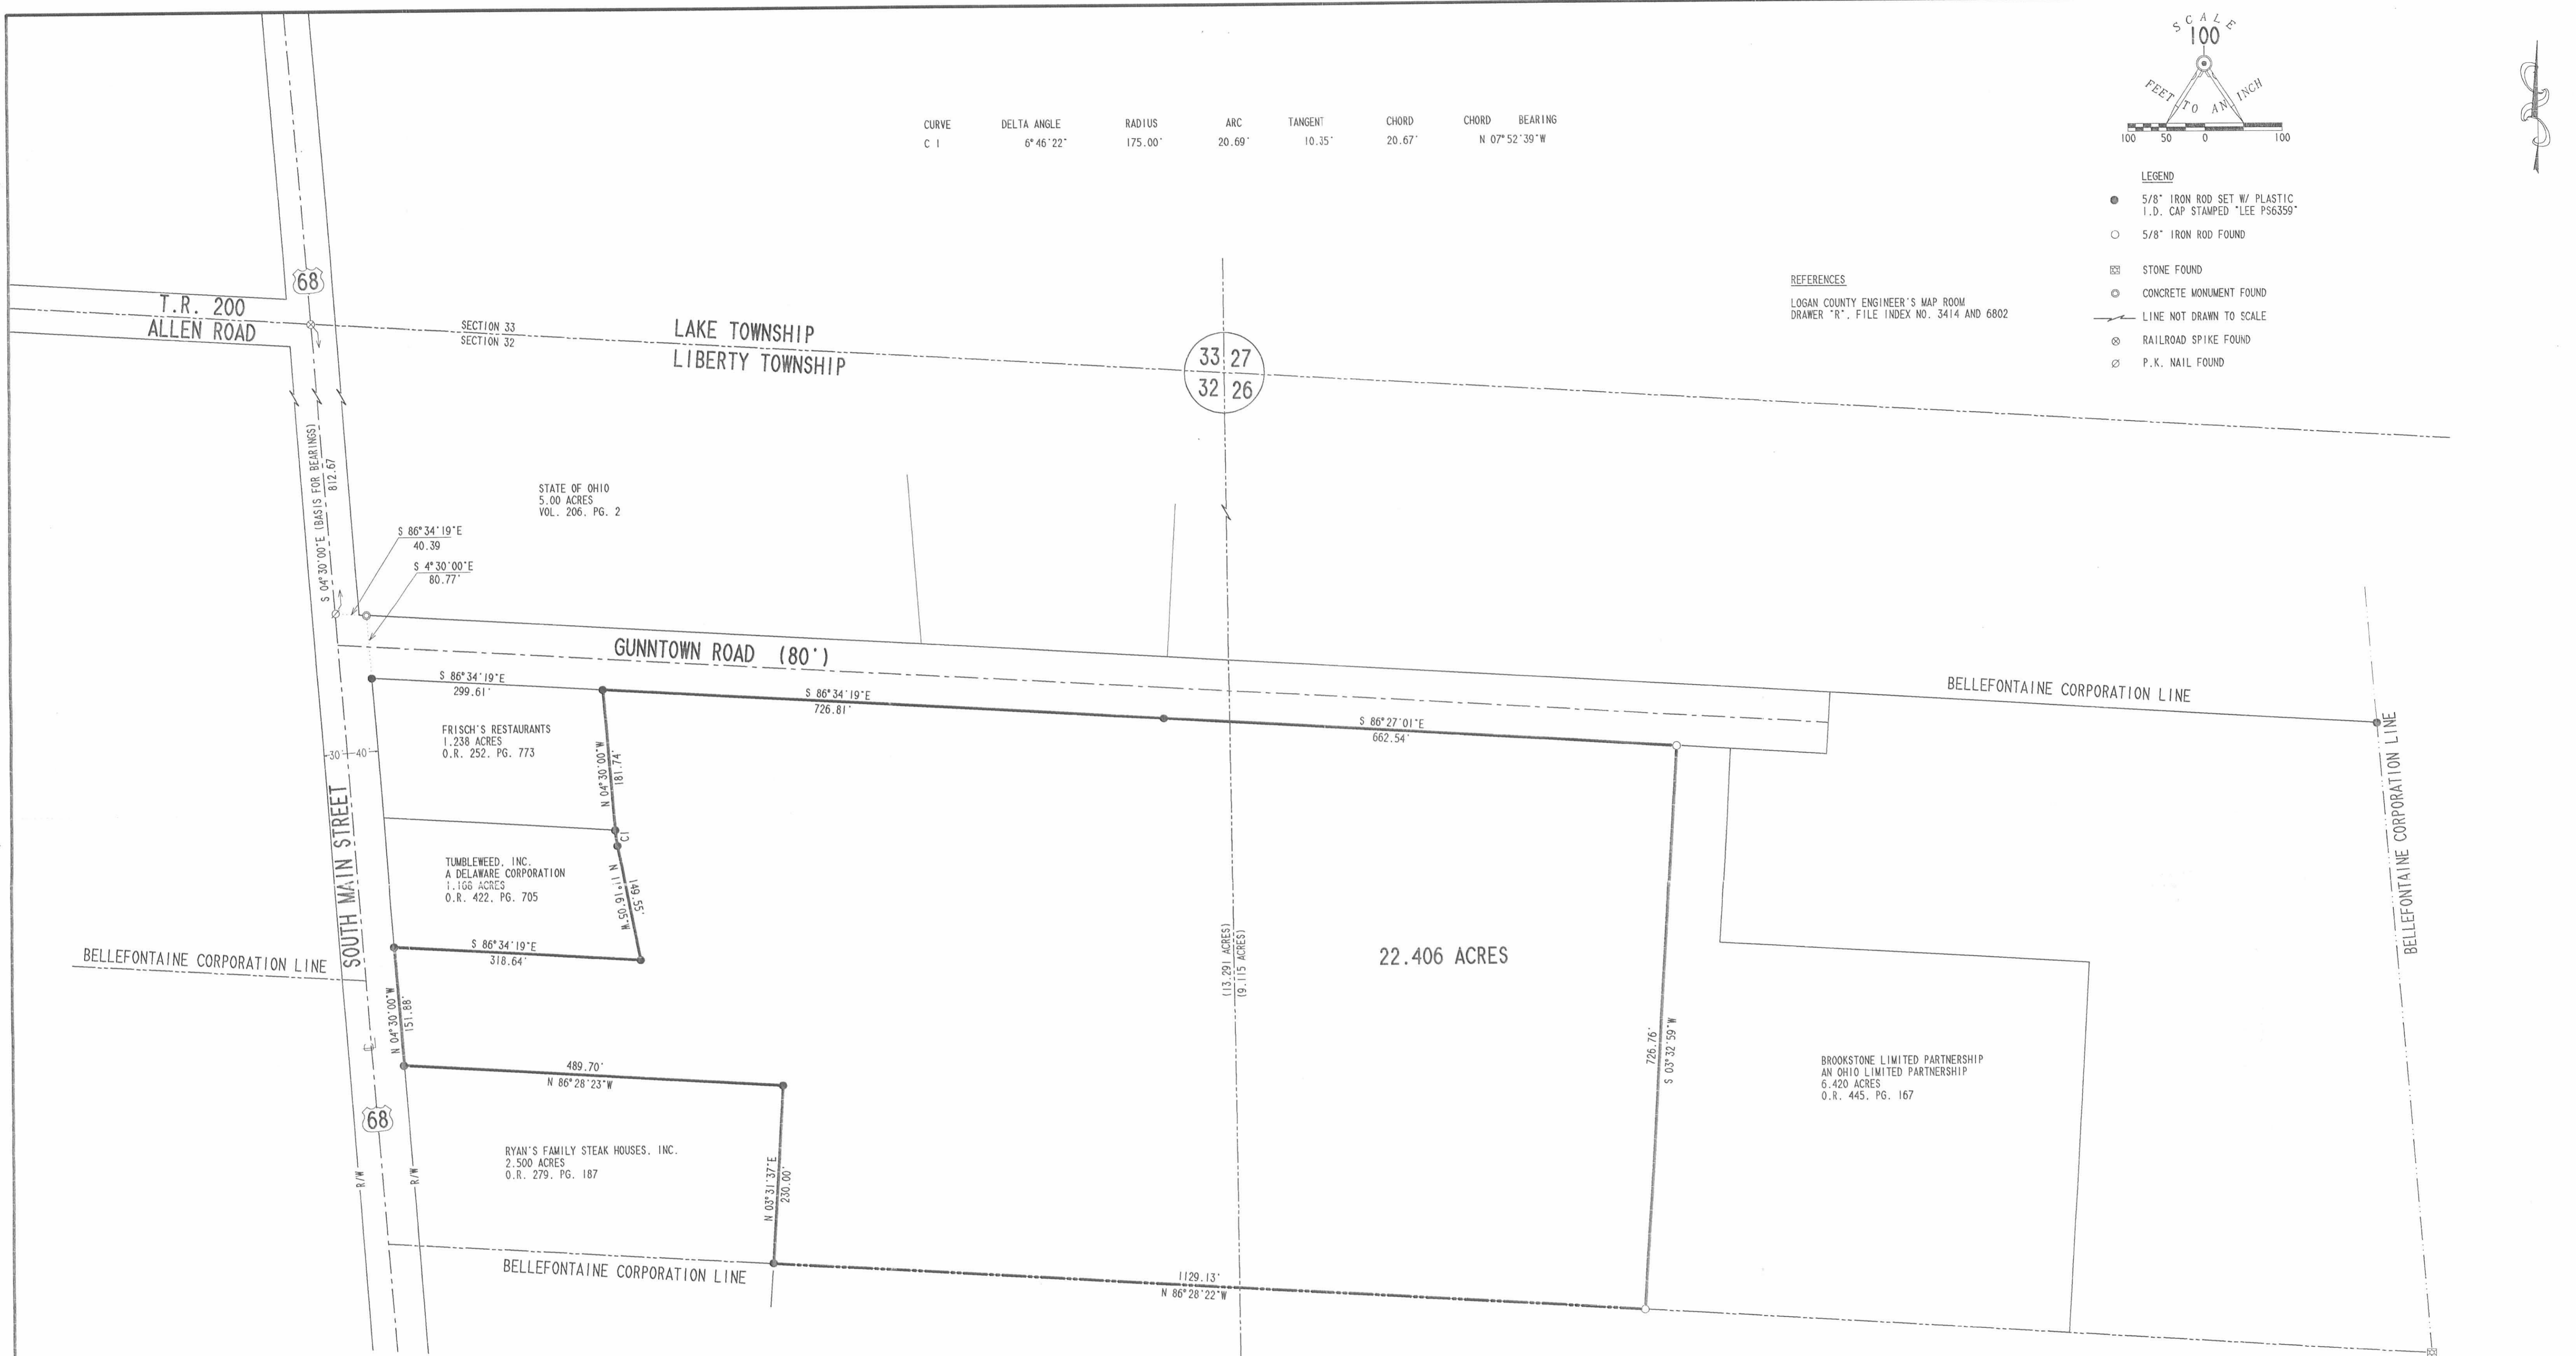 SCALE
100
FEET TO AN INCH
100 50 0 100
CURVE DELTA ANGLE RADIUS ARC TANGENT CHORD CHORD BEARING
C 1 6°46'22" 175.00' 20.69' 10.35' 20.67' N 07°52'39"W
LEGEND
5/8" IRON ROD SET W/ PLASTIC
I.D. CAP STAMPED "LEE PS6359"
5/8" IRON ROD FOUND
STONE FOUND
CONCRETE MONUMENT FOUND
LINE NOT DRAWN TO SCALE
RAILROAD SPIKE FOUND
P.K. NAIL FOUND
REFERENCES
LOGAN COUNTY ENGINEER'S MAP ROOM
DRAWER "R", FILE INDEX NO. 3414 AND 6802
68
T.R. 200
ALLEN ROAD
SECTION 33
SECTION 32
LAKE TOWNSHIP
LIBERTY TOWNSHIP
33 27
32 26
S 04°30'00"E (BASIS FOR BEARINGS)
812.67
STATE OF OHIO
5.00 ACRES
VOL. 206, PG. 2
S 86°34'19"E
40.39
S 4°30'00"E
80.77'
GUNNTOWN ROAD (80')
S 86°34'19"E
299.61'
S 86°34'19"E
726.81'
S 86°27'01"E
662.54'
BELLEFONTAINE CORPORATION LINE
BELLEFONTAINE CORPORATION LINE
FRISCH'S RESTAURANTS
1.238 ACRES
O.R. 252, PG. 773
30' 40'
N 04°30'00"W
181.74'
C1
SOUTH MAIN STREET
TUMBLEWEED, INC.
A DELAWARE CORPORATION
1.168 ACRES
O.R. 422, PG. 705
N 11°16'05"W
149.55'
S 86°34'19"E
318.64'
BELLEFONTAINE CORPORATION LINE
(13.291 ACRES)
(9.115 ACRES)
22.406 ACRES
N 04°30'00"W
151.88'
489.70'
N 86°28'23"W
726.76'
S 03°32'59"W
BROOKSTONE LIMITED PARTNERSHIP
AN OHIO LIMITED PARTNERSHIP
6.420 ACRES
O.R. 445, PG. 167
68
RYAN'S FAMILY STEAK HOUSES, INC.
2.500 ACRES
O.R. 279, PG. 187
R/W
R/W
N 03°31'37"E
230.00'
BELLEFONTAINE CORPORATION LINE
1129.13'
N 86°28'22"W